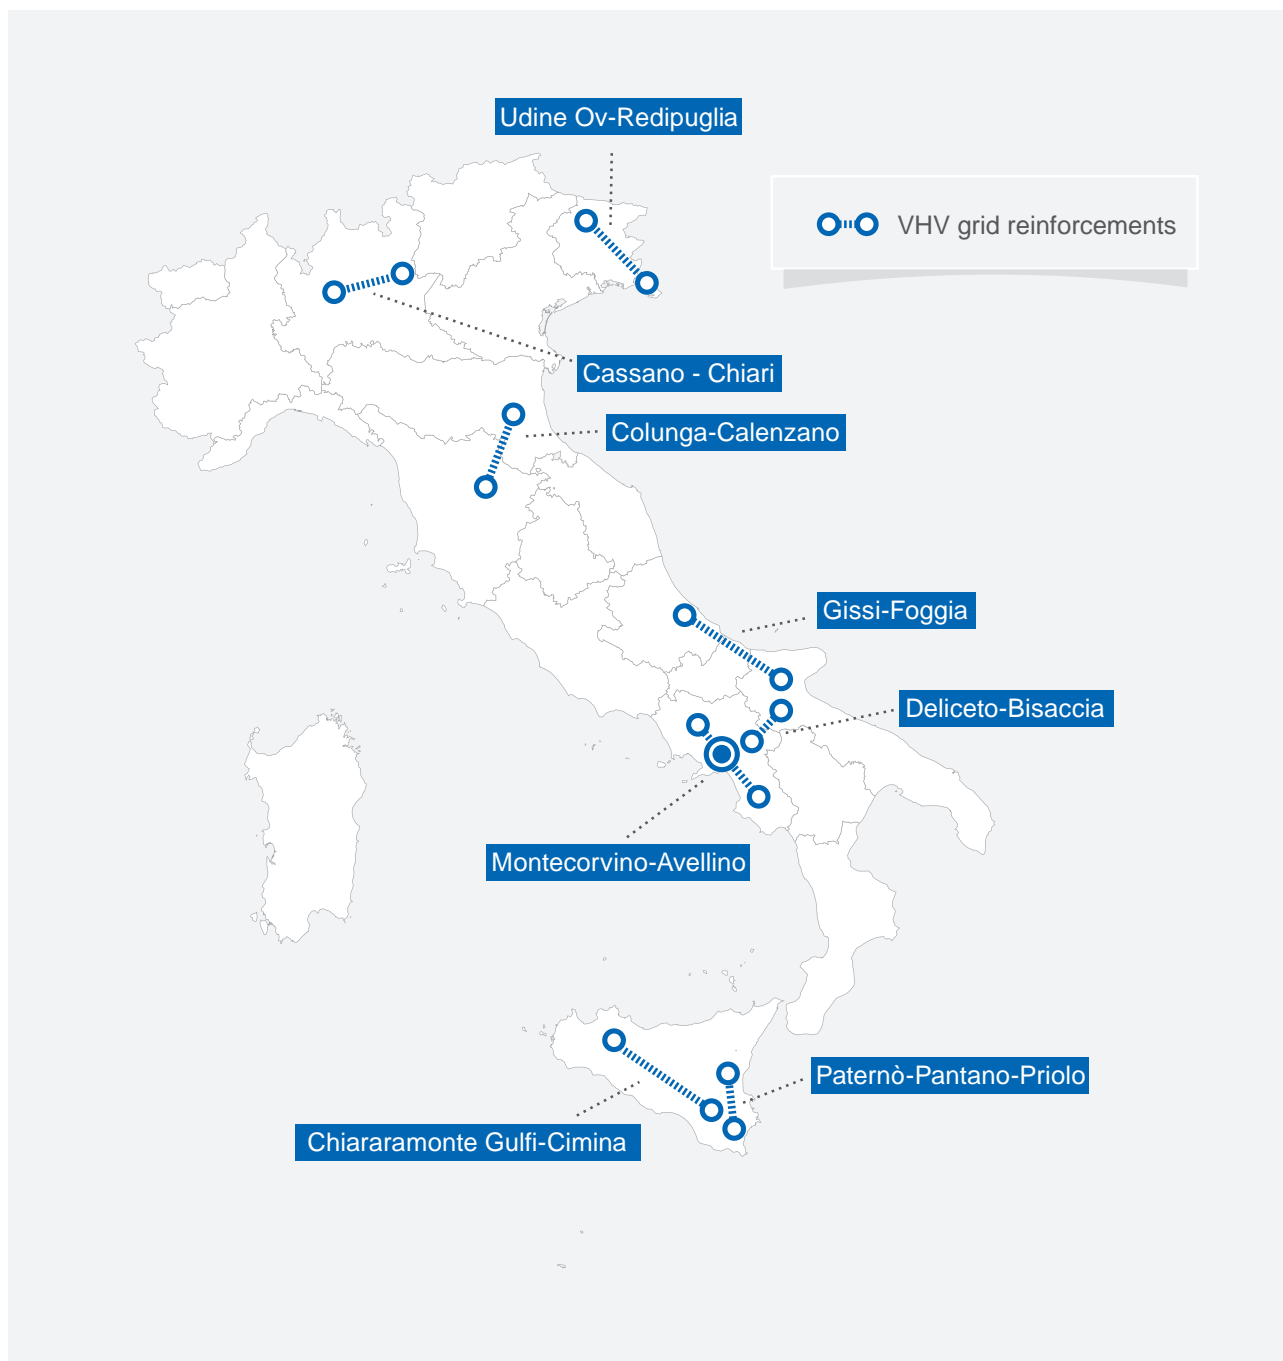 Udine Ov-Redipuglia
VHV grid reinforcements
Cassano - Chiari
Colunga-Calenzano
Gissi-Foggia
Deliceto-Bisaccia
Montecorvino-Avellino
Paternò-Pantano-Priolo
Chiararamonte Gulfi-Cimina